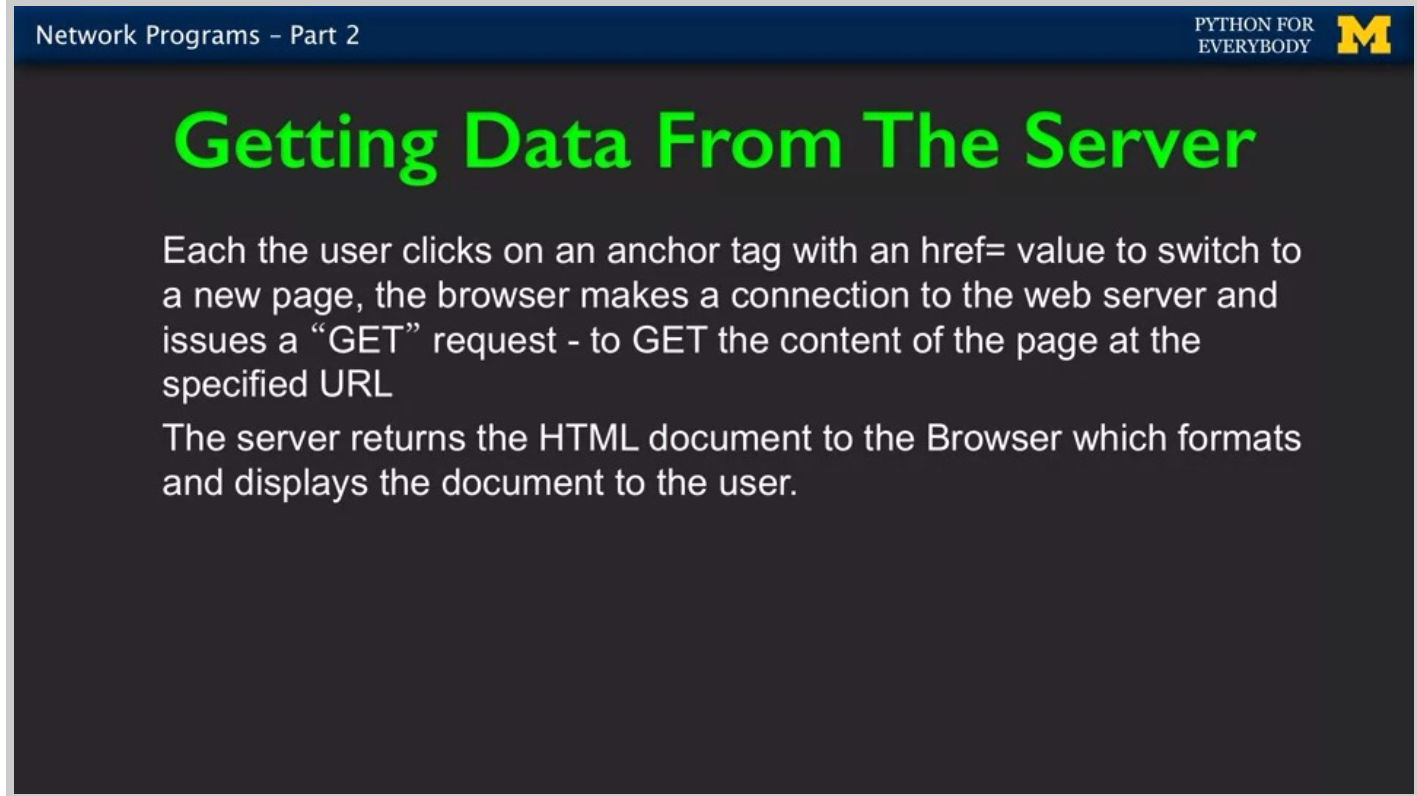 Network Programs – Part 2
PYTHON FOR
EVERYBODY
M
Getting Data From The Server
Each the user clicks on an anchor tag with an href= value to switch to
a new page, the browser makes a connection to the web server and
issues a “GET” request - to GET the content of the page at the
specified URL
The server returns the HTML document to the Browser which formats
and displays the document to the user.